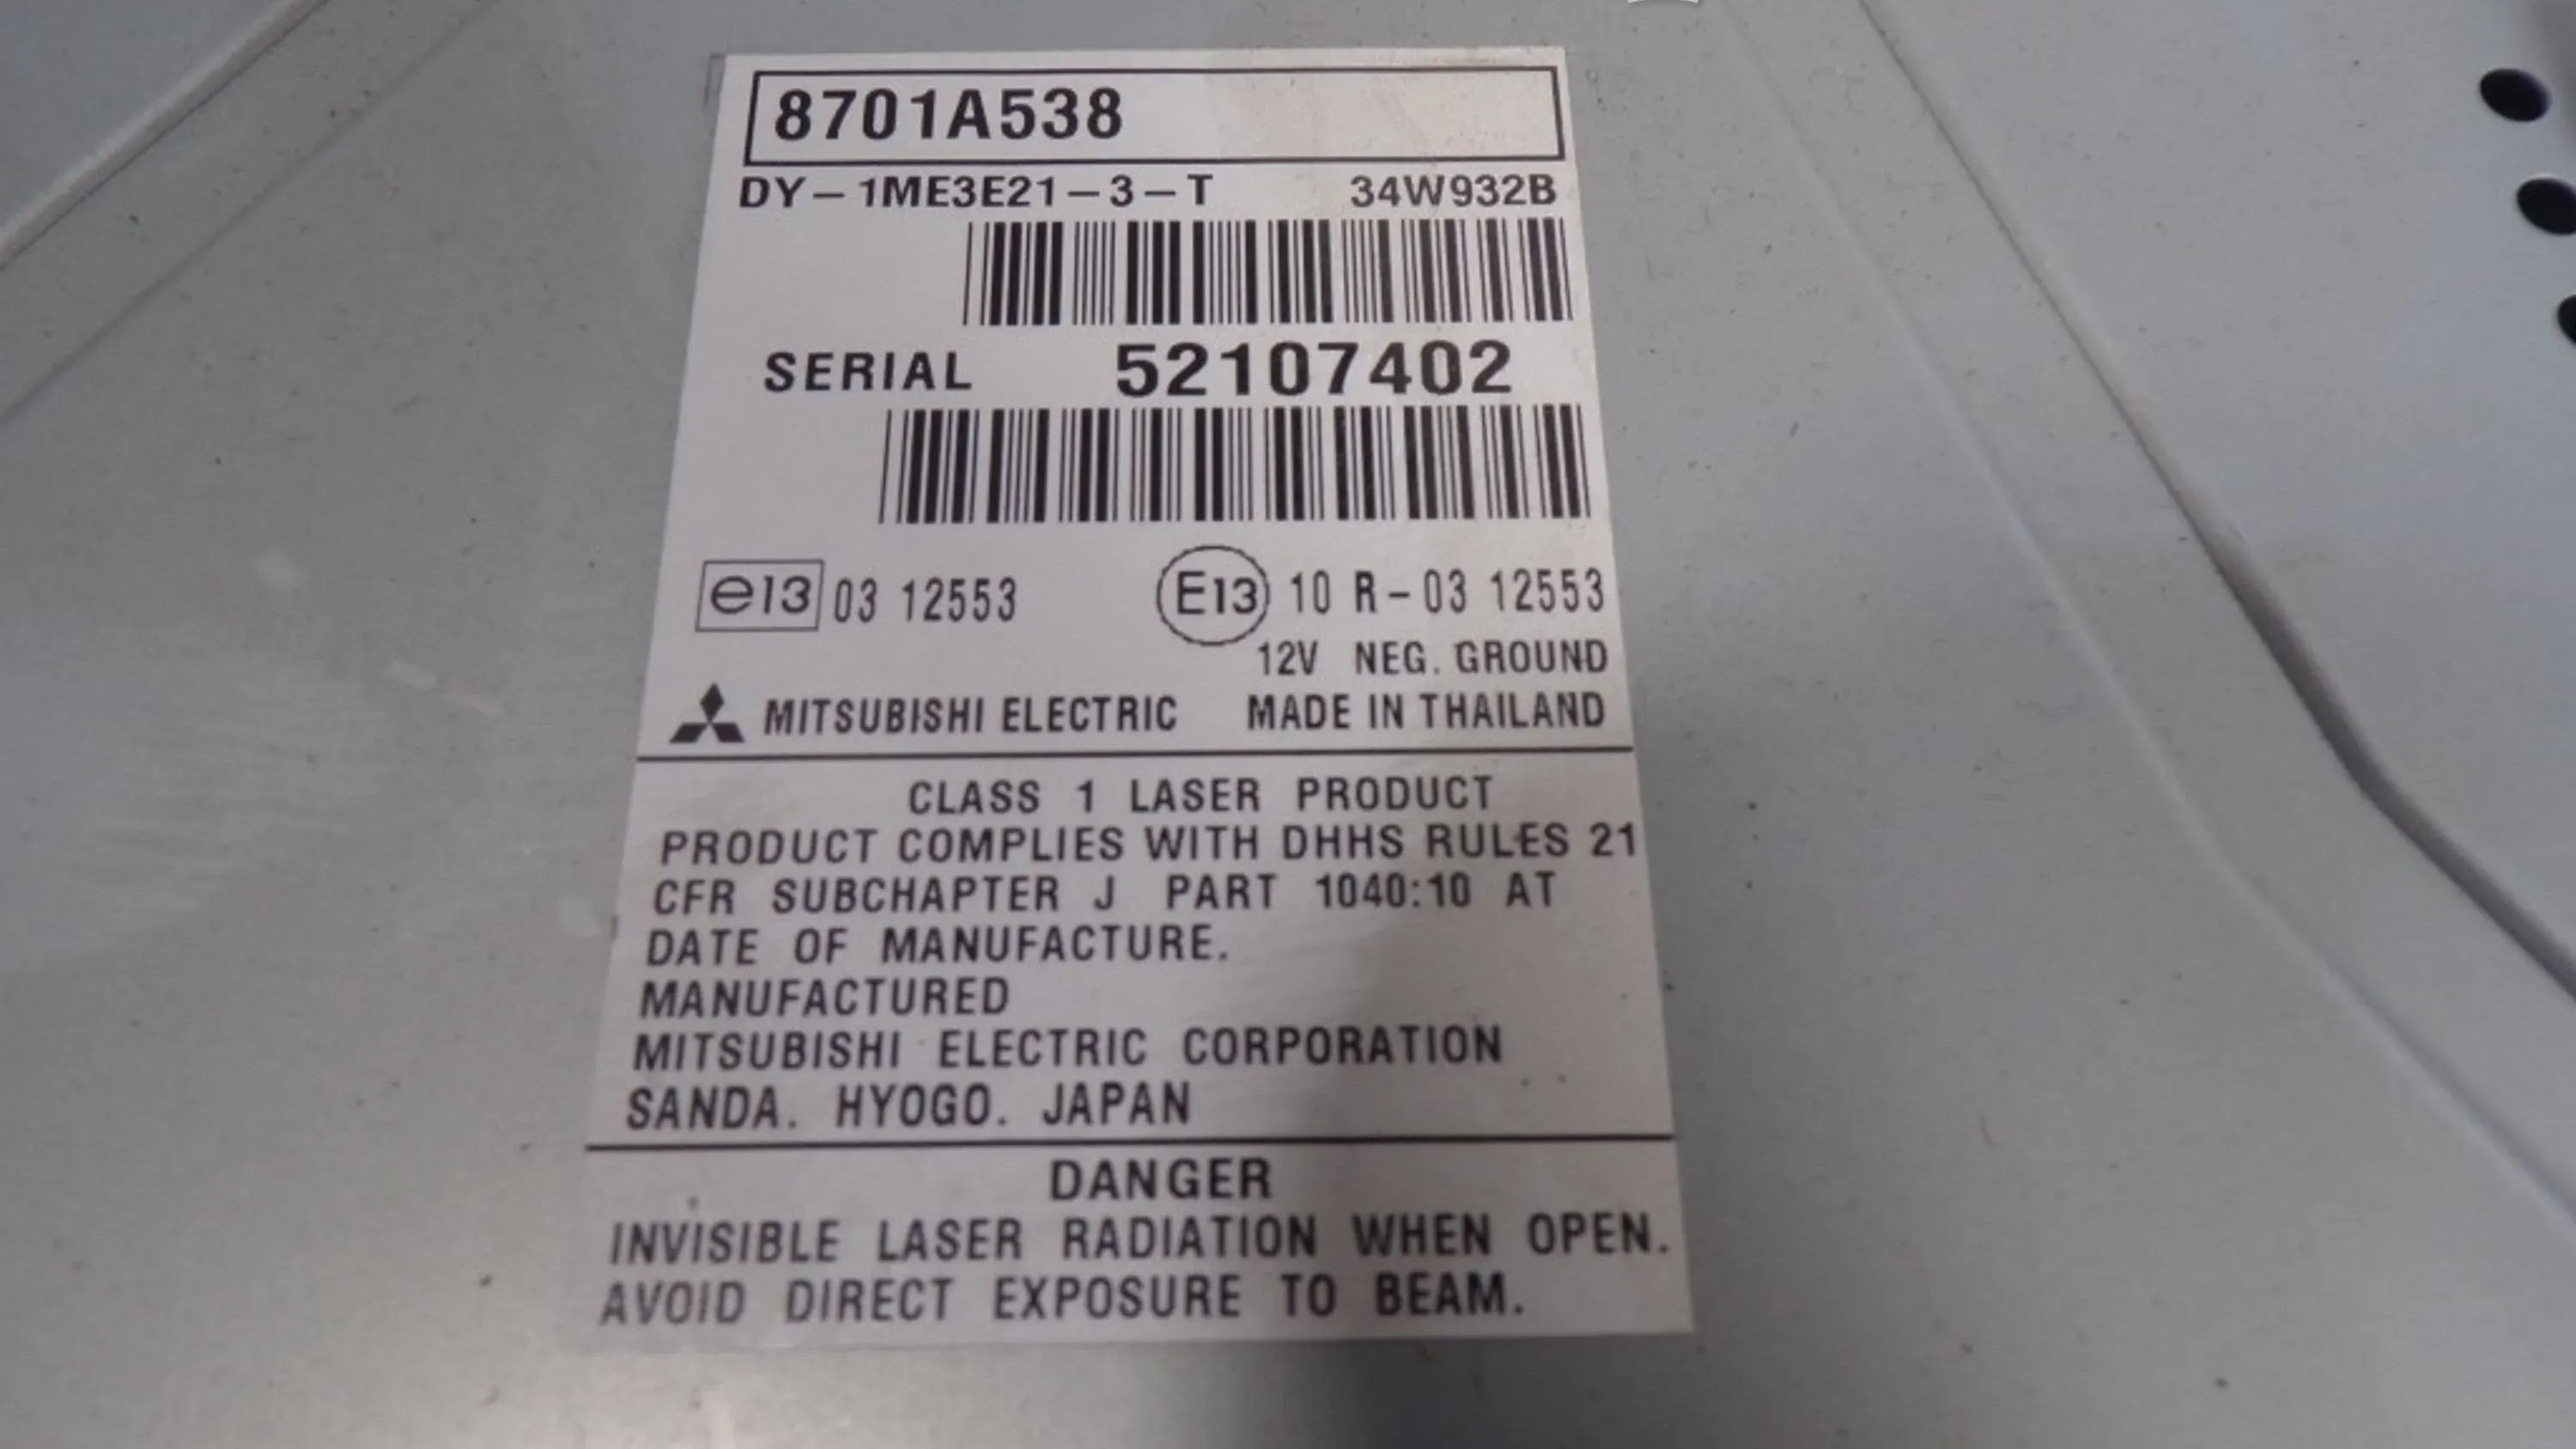 8701A538
DY-1ME3E21-3-T 34W932B
SERIAL 52107402
e13 03 12553 E13 10 R-03 12553
12V NEG. GROUND
MITSUBISHI ELECTRIC MADE IN THAILAND
CLASS 1 LASER PRODUCT
PRODUCT COMPLIES WITH DHHS RULES 21
CFR SUBCHAPTER J PART 1040:10 AT
DATE OF MANUFACTURE.
MANUFACTURED
MITSUBISHI ELECTRIC CORPORATION
SANDA. HYOGO. JAPAN
DANGER
INVISIBLE LASER RADIATION WHEN OPEN.
AVOID DIRECT EXPOSURE TO BEAM.